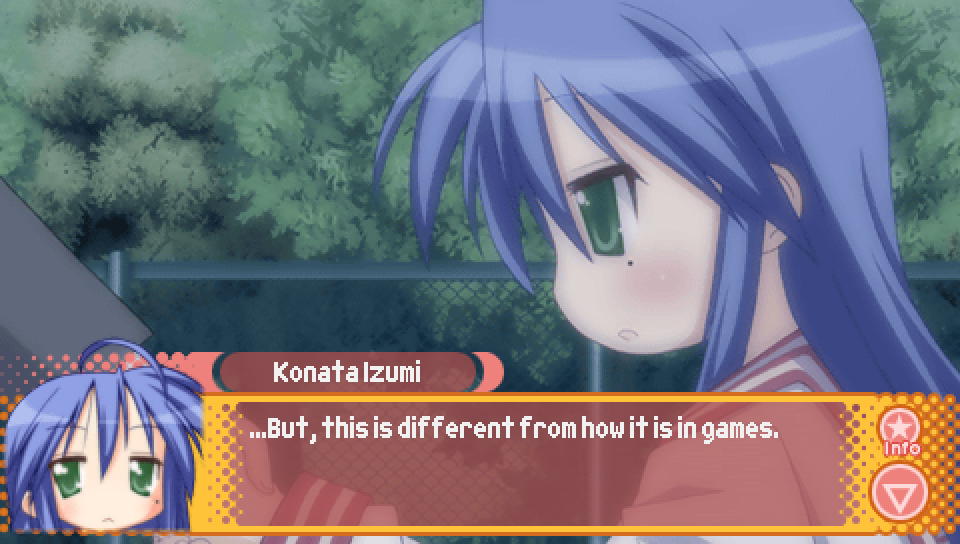 Konata Izumi
...But, this is different from how it is in games.
Info